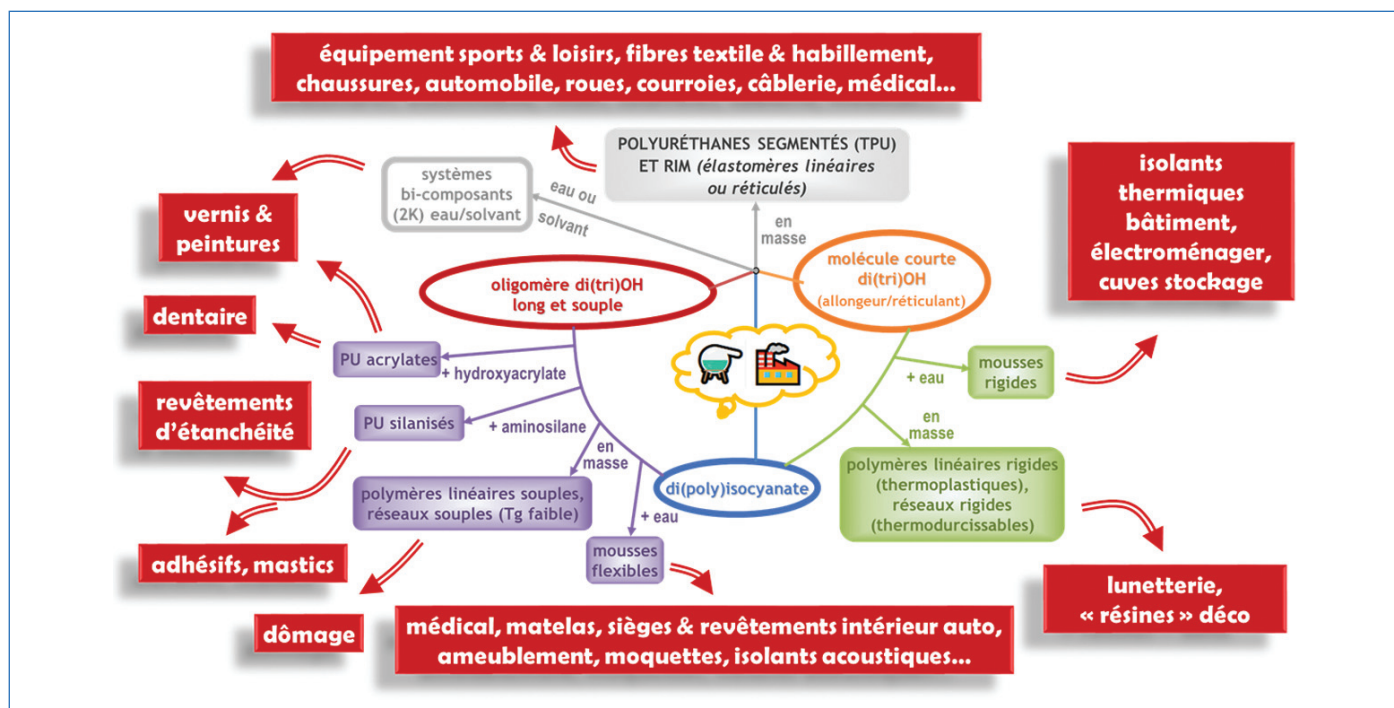 équipement sports & loisirs, fibres textile & habillement,
chaussures, automobile, roues, courroies, câblerie, médical...
POLYURÉTHANES SEGMENTÉS (TPU)
ET RIM (élastomères linéaires
ou réticulés)
systèmes
bi-composants
(2K) eau/solvant
eau ou
solvant
en
masse
isolants
thermiques
bâtiment,
électroménager,
cuves stockage
vernis &
peintures
oligomère di(tri)OH
long et souple
molécule courte
di(tri)OH
(allongeur/réticulant)
dentaire
PU acrylates
+ hydroxyacrylate
+ eau
mousses
rigides
revêtements
d'étanchéité
PU silanisés
+ aminosilane
en
masse
en
masse
polymères linéaires souples,
réseaux souples (Tg faible)
di(poly)isocyanate
polymères linéaires rigides
(thermoplastiques),
réseaux rigides
(thermodurcissables)
+ eau
mousses
flexibles
adhésifs, mastics
dômage
médical, matelas, sièges & revêtements intérieur auto,
ameublement, moquettes, isolants acoustiques...
lunetterie,
« résines » déco